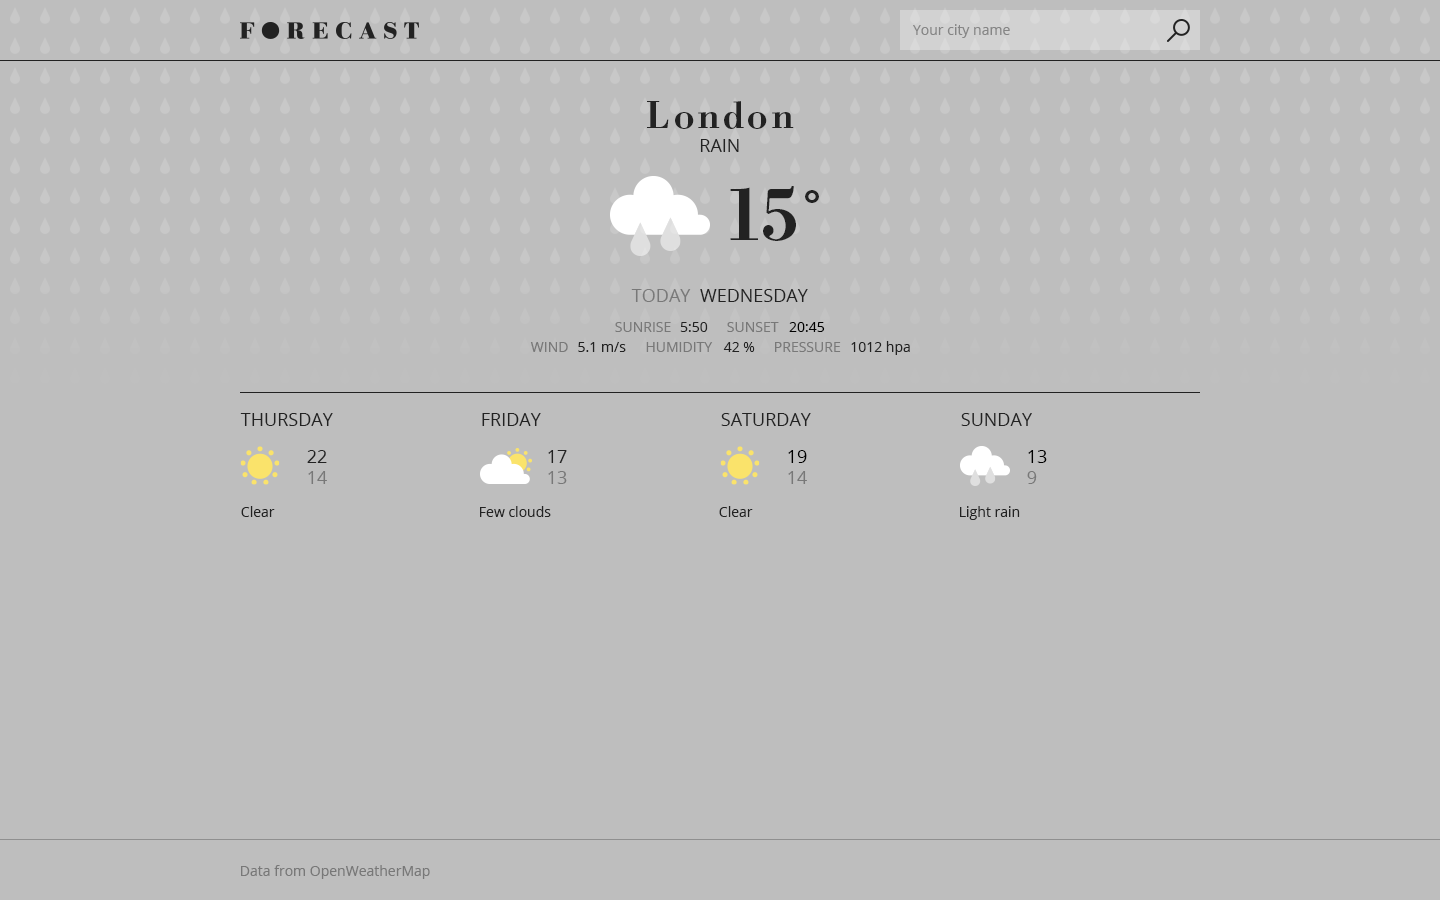 FORECAST
Your city name
London
RAIN
15°
TODAY WEDNESDAY
SUNRISE 5:50 SUNSET 20:45
WIND 5.1 m/s HUMIDITY 42 % PRESSURE 1012 hpa
THURSDAY
22
14
Clear
FRIDAY
17
13
Few clouds
SATURDAY
19
14
Clear
SUNDAY
13
9
Light rain
Data from OpenWeatherMap